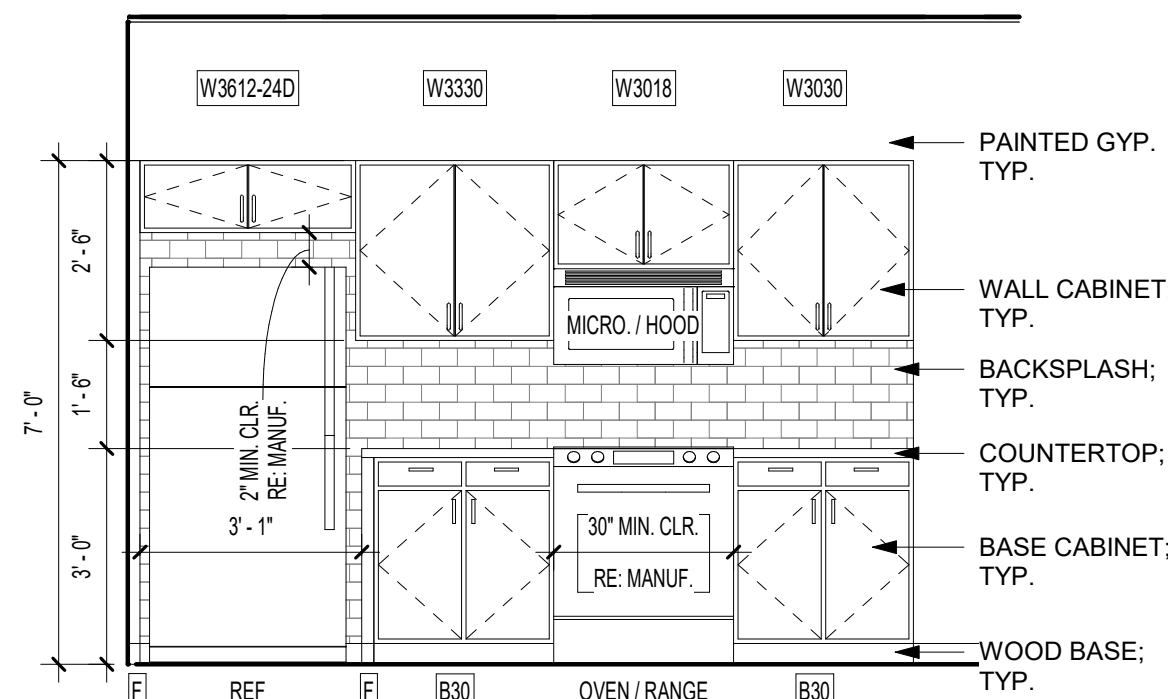 W3612-24D
W3330
W3018
W3030
PAINTED GYP.
TYP.
WALL CABINET;
TYP.
BACKSPLASH;
TYP.
COUNTERTOP;
TYP.
BASE CABINET;
TYP.
WOOD BASE;
TYP.
7' - 0"
2' - 6"
1' - 6"
3' - 0"
2" MIN. CLR.
RE: MANUF.
3' - 1"
MICRO. / HOOD
30" MIN. CLR.
RE: MANUF.
F
REF
F
B30
OVEN / RANGE
B30